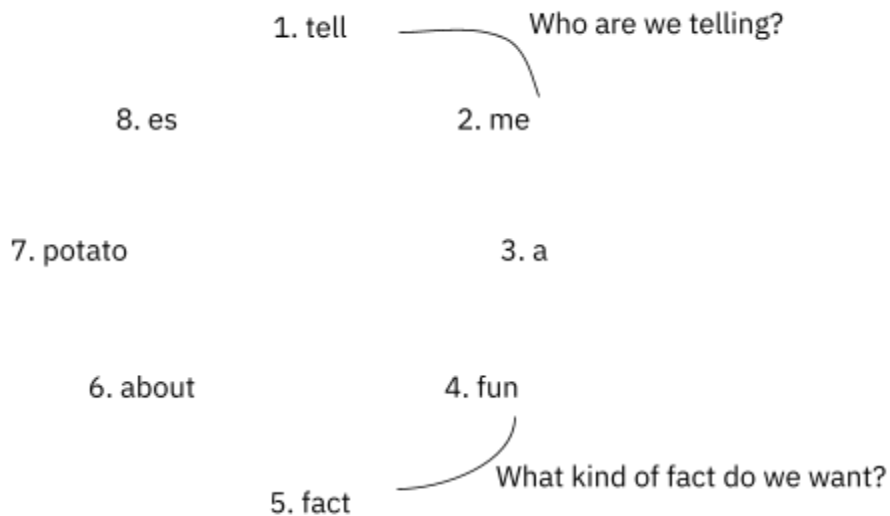 1. tell
Who are we telling?
8. es
2. me
7. potato
3. a
6. about
4. fun
What kind of fact do we want?
5. fact